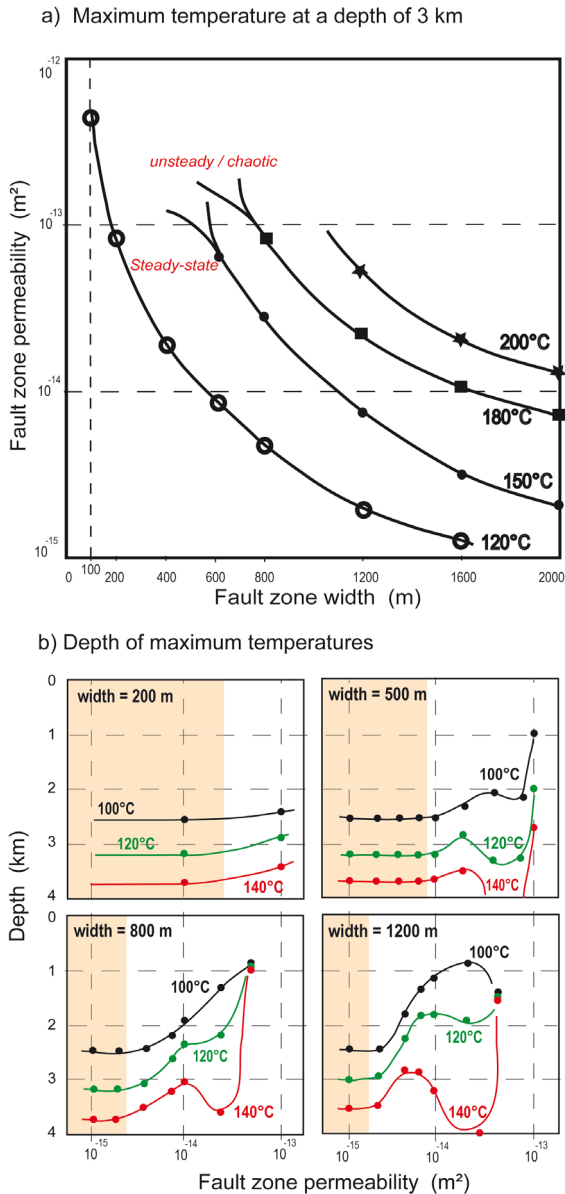 a) Maximum temperature at a depth of 3 km
10⁻¹²
unsteady / chaotic
10⁻¹³
Steady-state
200°C
10⁻¹⁴
180°C
150°C
120°C
10⁻¹⁵
0 100 200 400 600 800 1200 1600 2000
Fault zone width (m)
Fault zone permeability (m²)
b) Depth of maximum temperatures
0
width = 200 m
width = 500 m
1
2
100°C
100°C
120°C
120°C
3
140°C
140°C
4
Depth (km)
0
width = 800 m
width = 1200 m
100°C
1
100°C
2
120°C
120°C
3
140°C
140°C
4
10⁻¹⁵ 10⁻¹⁴ 10⁻¹³ 10⁻¹⁵ 10⁻¹⁴ 10⁻¹³
Fault zone permeability (m²)